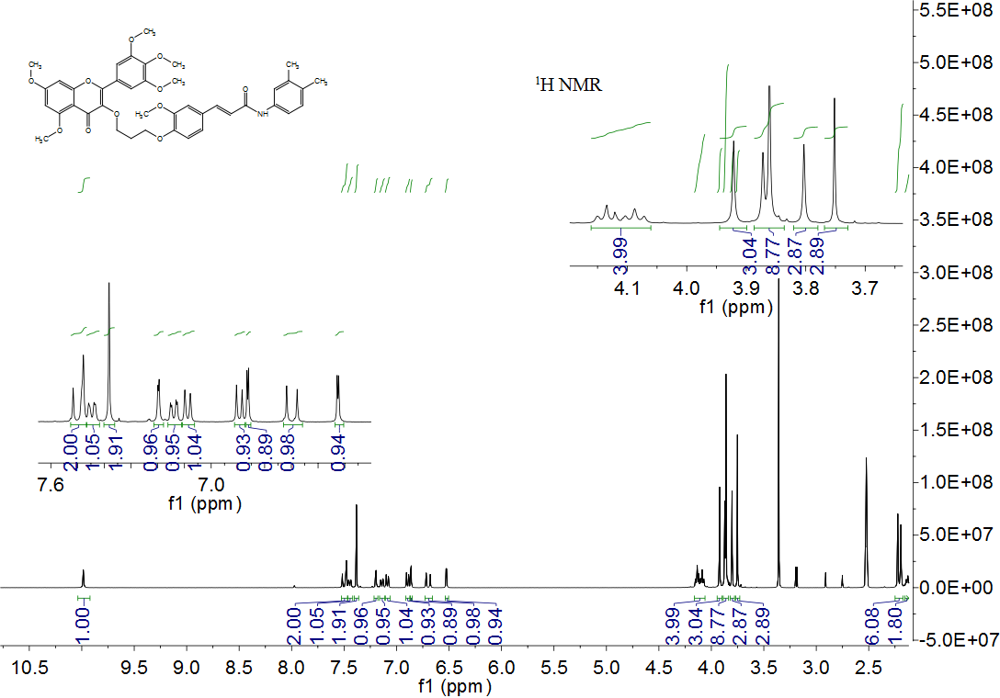 CH₃
O
CH₃
O
CH₃
CH₃
O
CH₃
O
O
O
CH₃
O
NH
CH₃
O
O
O
O
H₃C
O
¹H NMR
5.5E+08
5.0E+08
4.5E+08
4.0E+08
3.5E+08
3.0E+08
2.5E+08
2.0E+08
1.5E+08
1.0E+08
5.0E+07
0.0E+00
-5.0E+07
3.99
3.04
8.77
2.87
2.89
4.1 4.0 3.9 3.8 3.7
f1 (ppm)
2.00
1.05
1.91
0.96
0.95
1.04
0.93
0.89
0.98
0.94
7.6 7.0
f1 (ppm)
1.00
2.00
1.05
1.91
0.96
0.95
1.04
0.93
0.89
0.98
0.94
3.99
3.04
8.77
2.87
2.89
6.08
1.80
10.5 9.5 9.0 8.5 8.0 7.5 7.0 6.5 6.0 5.5 5.0 4.5 4.0 3.5 3.0 2.5
f1 (ppm)